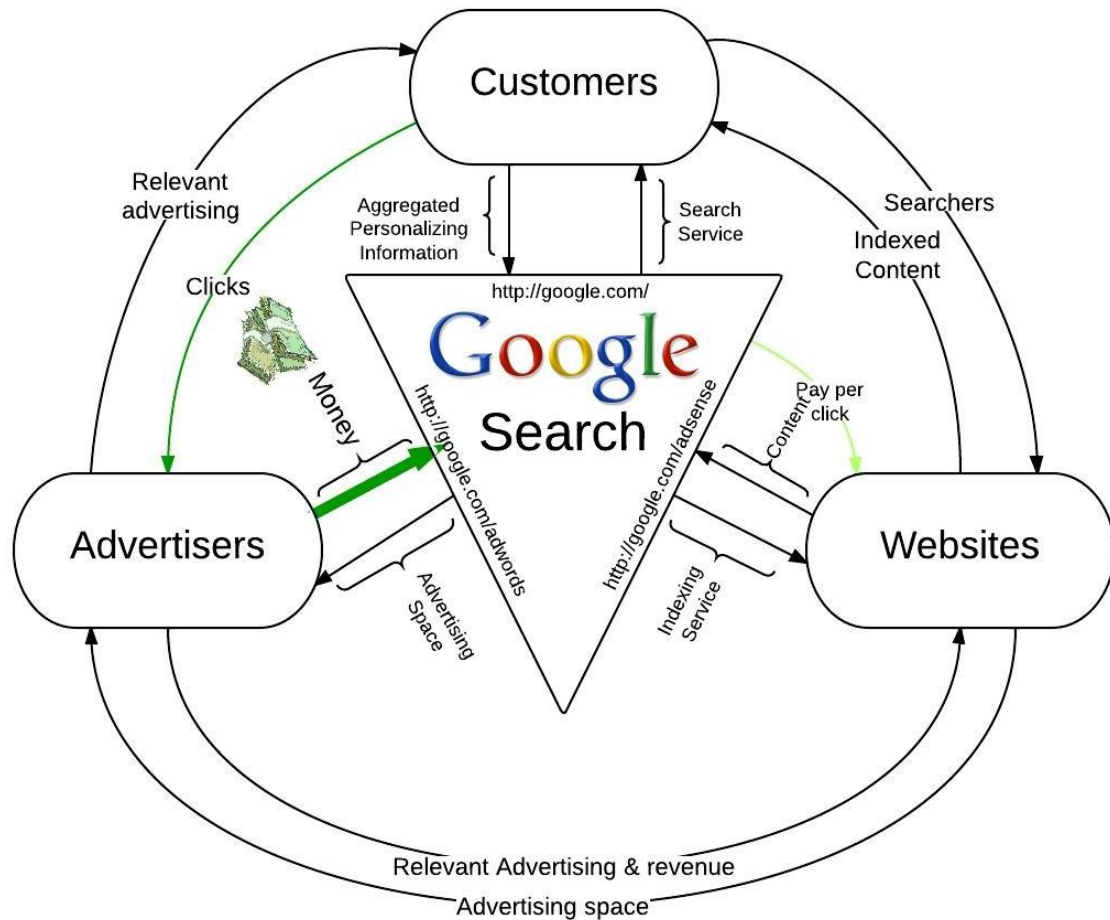 Customers
Relevant
advertising
Aggregated
Personalizing
Information
Search
Service
Searchers
Indexed
Content
Clicks
http://google.com/
Google
Search
Money
http://google.com/adwords
http://google.com/adsense
Pay per
click
Content
Advertisers
Websites
Advertising
Space
Indexing
Service
Relevant Advertising & revenue
Advertising space